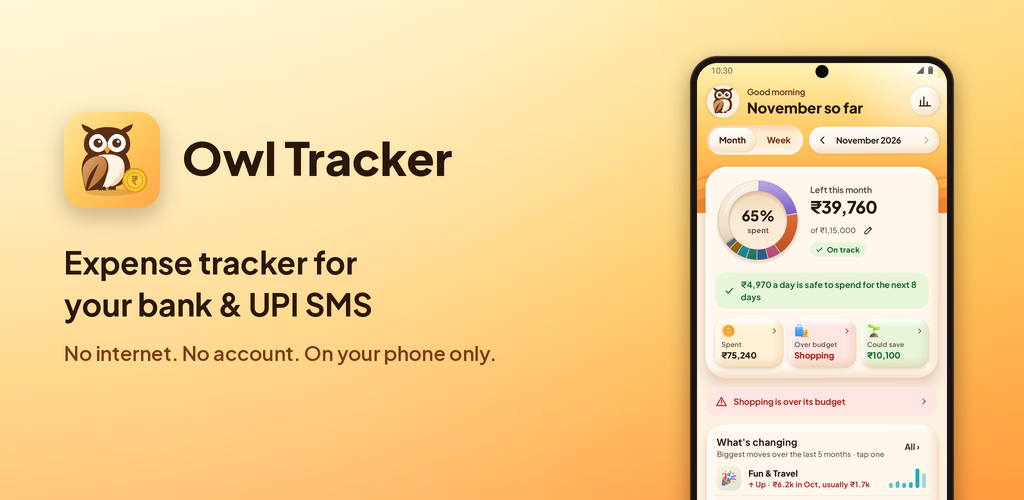 Owl Tracker
Expense tracker for
your bank & UPI SMS
No internet. No account. On your phone only.
10:30
Good morning
November so far
Month
Week
November 2026
65%
spent
Left this month
₹39,760
of ₹1,15,000
On track
₹4,970 a day is safe to spend for the next 8
days
Spent
₹75,240
Over budget
Shopping
Could save
₹10,100
Shopping is over its budget
What's changing
Biggest moves over the last 5 months · tap one
All ›
Fun & Travel
↑ Up · ₹6.2k in Oct, usually ₹1.7k